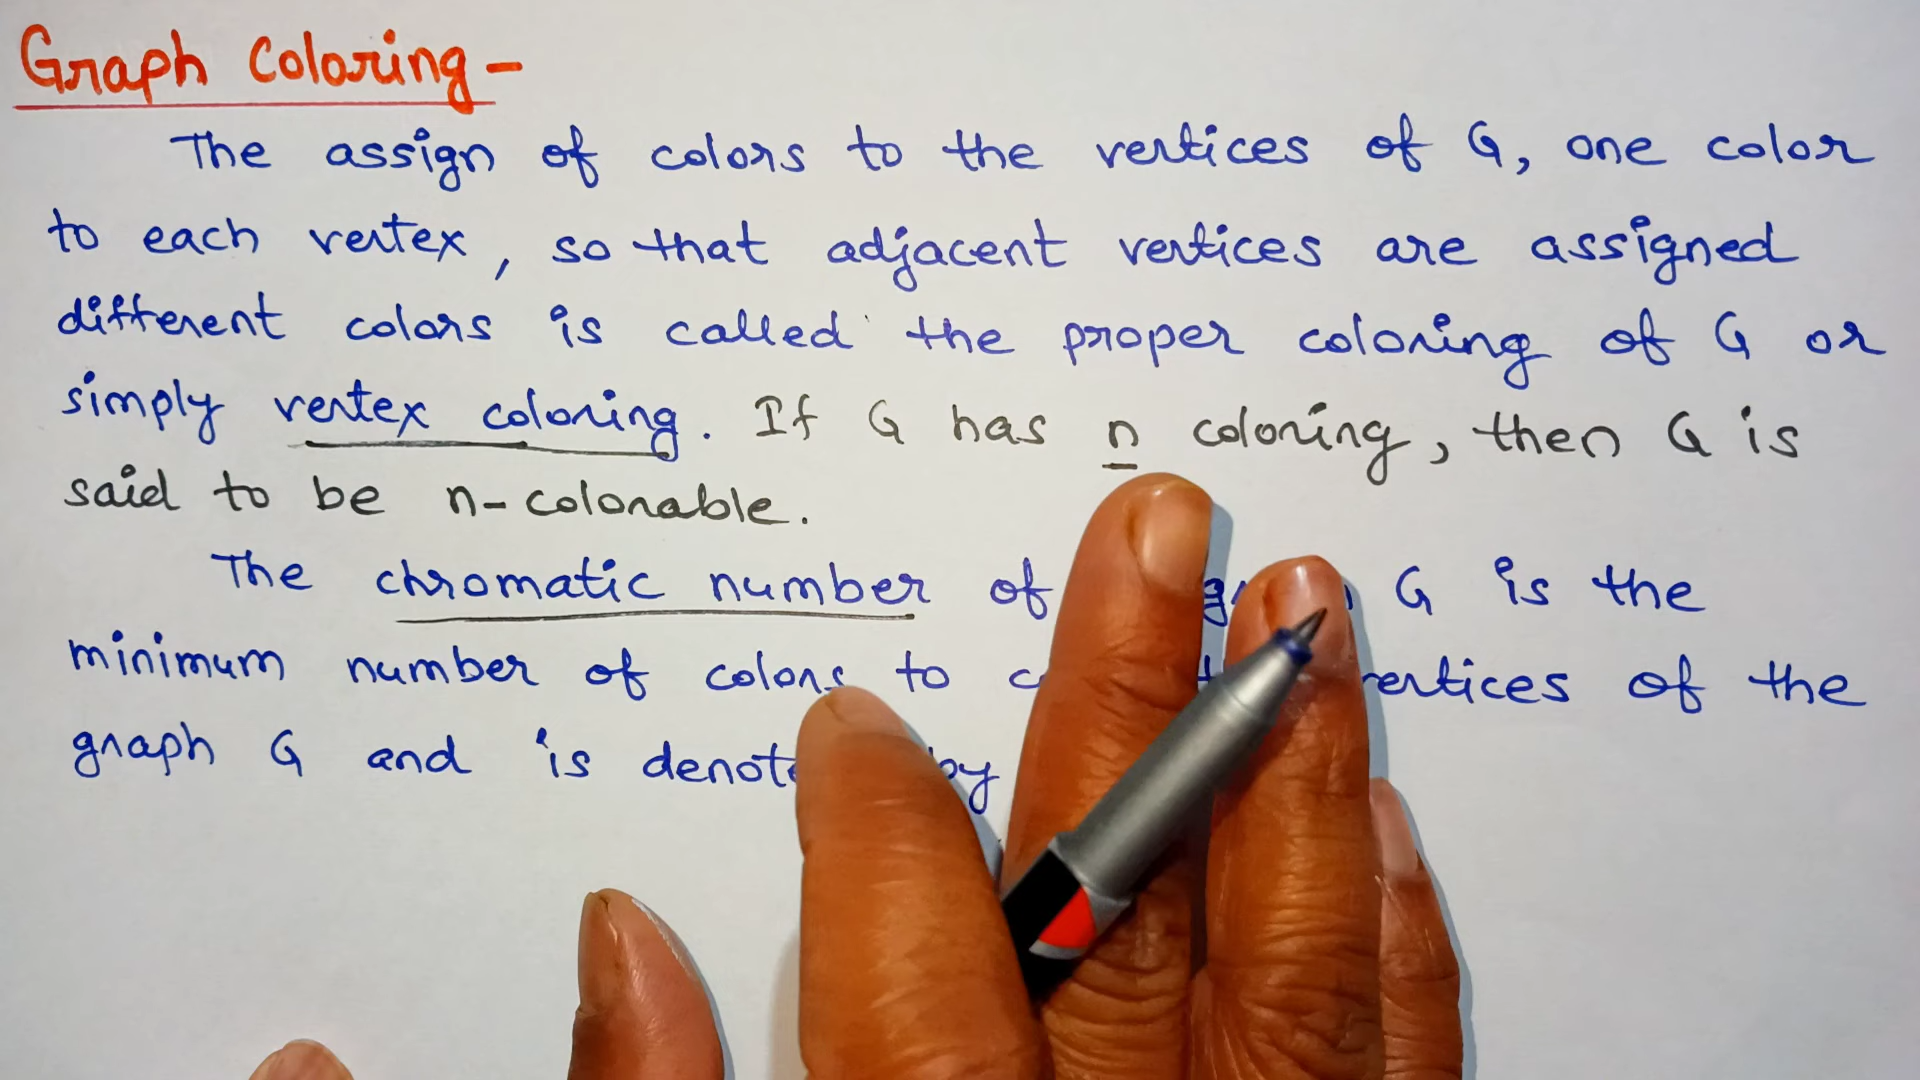 Graph Coloring -
The assign of colors to the vertices of G, one color
to each vertex, so that adjacent vertices are assigned
different colors is called the proper coloring of G or
simply vertex coloring. If G has n coloring, then G is
said to be n-colorable.
The chromatic number of G is the
minimum number of colors to vertices of the
graph G and is denoted by